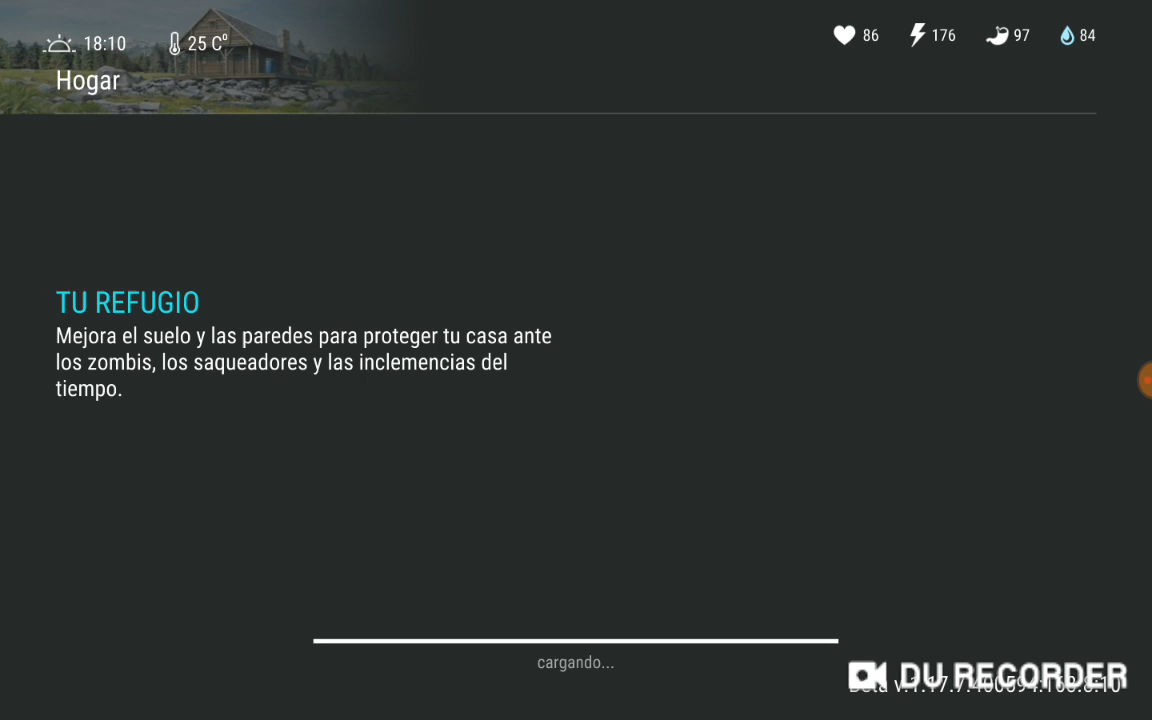 18:10
25 Cº
86
176
97
84
Hogar
TU REFUGIO
Mejora el suelo y las paredes para proteger tu casa ante
los zombis, los saqueadores y las inclemencias del
tiempo.
cargando...
DU RECORDER